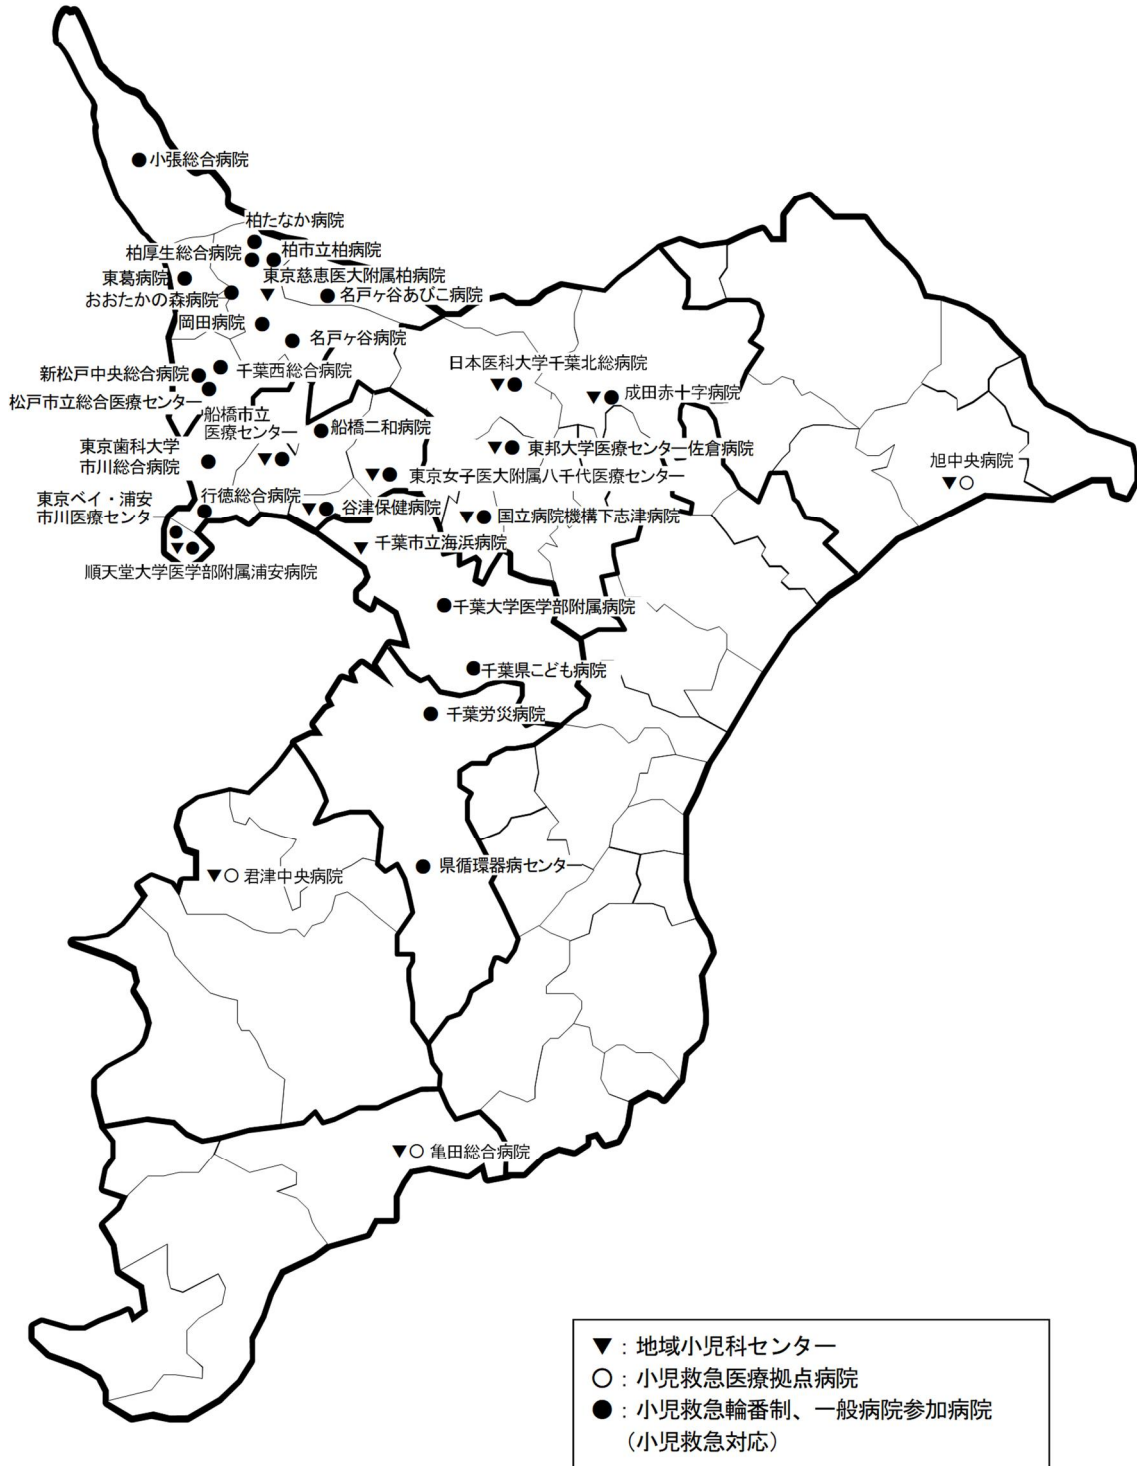 ●小張総合病院
柏たなか病院
柏厚生総合病院
柏市立柏病院
東葛病院
東京慈恵医大附属柏病院
おおたかの森病院
名戸ヶ谷あびこ病院
岡田病院
名戸ヶ谷病院
日本医科大学千葉北総病院
新松戸中央総合病院
千葉西総合病院
成田赤十字病院
松戸市立総合医療センター
船橋市立
医療センター
船橋二和病院
東京歯科大学
市川総合病院
東邦大学医療センター佐倉病院
旭中央病院
東京女子医大附属八千代医療センター
東京ベイ・浦安
市川医療センタ
行徳総合病院
谷津保健病院
国立病院機構下志津病院
千葉市立海浜病院
順天堂大学医学部附属浦安病院
千葉大学医学部附属病院
千葉県こども病院
千葉労災病院
県循環器病センター
▼○君津中央病院
▼○亀田総合病院
▼：地域小児科センター
○：小児救急医療拠点病院
●：小児救急輪番制、一般病院参加病院
（小児救急対応）